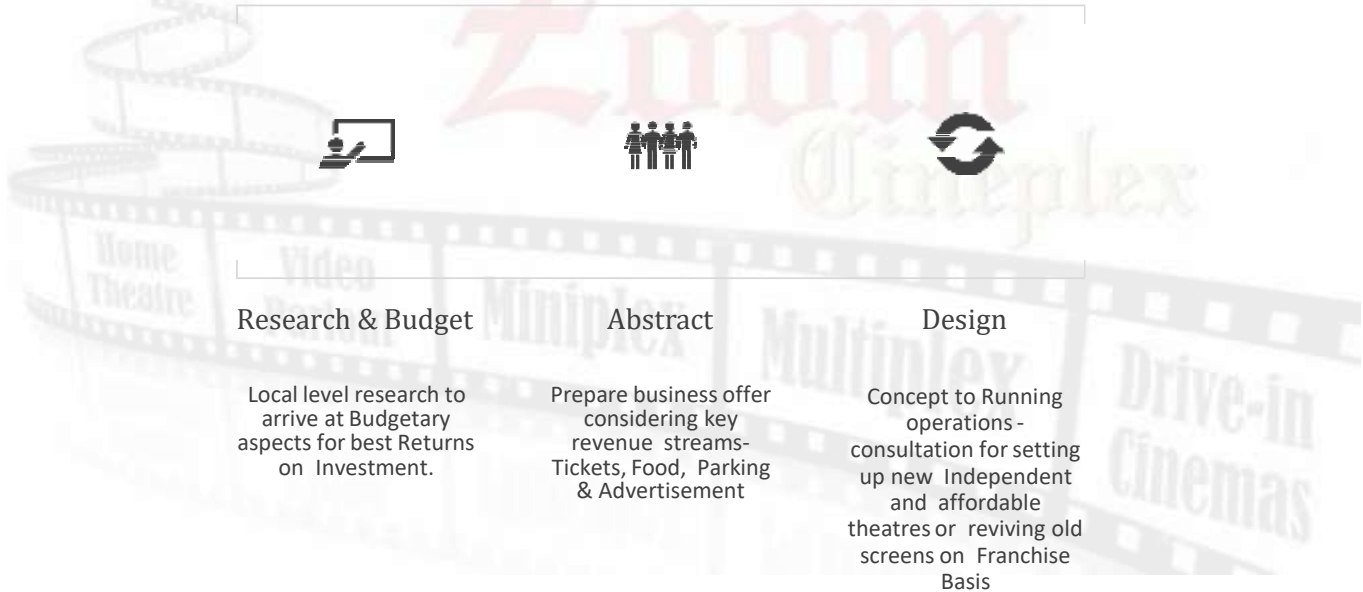 Zoom
Cineplex
Home
Theatre
Video
Parlour
Miniplex
Multiplex
Drive-in
Cinemas
Research & Budget
Local level research to
arrive at Budgetary
aspects for best Returns
on Investment.
Abstract
Prepare business offer
considering key
revenue streams-
Tickets, Food, Parking
& Advertisement
Design
Concept to Running
operations -
consultation for setting
up new Independent
and affordable
theatres or reviving old
screens on Franchise
Basis